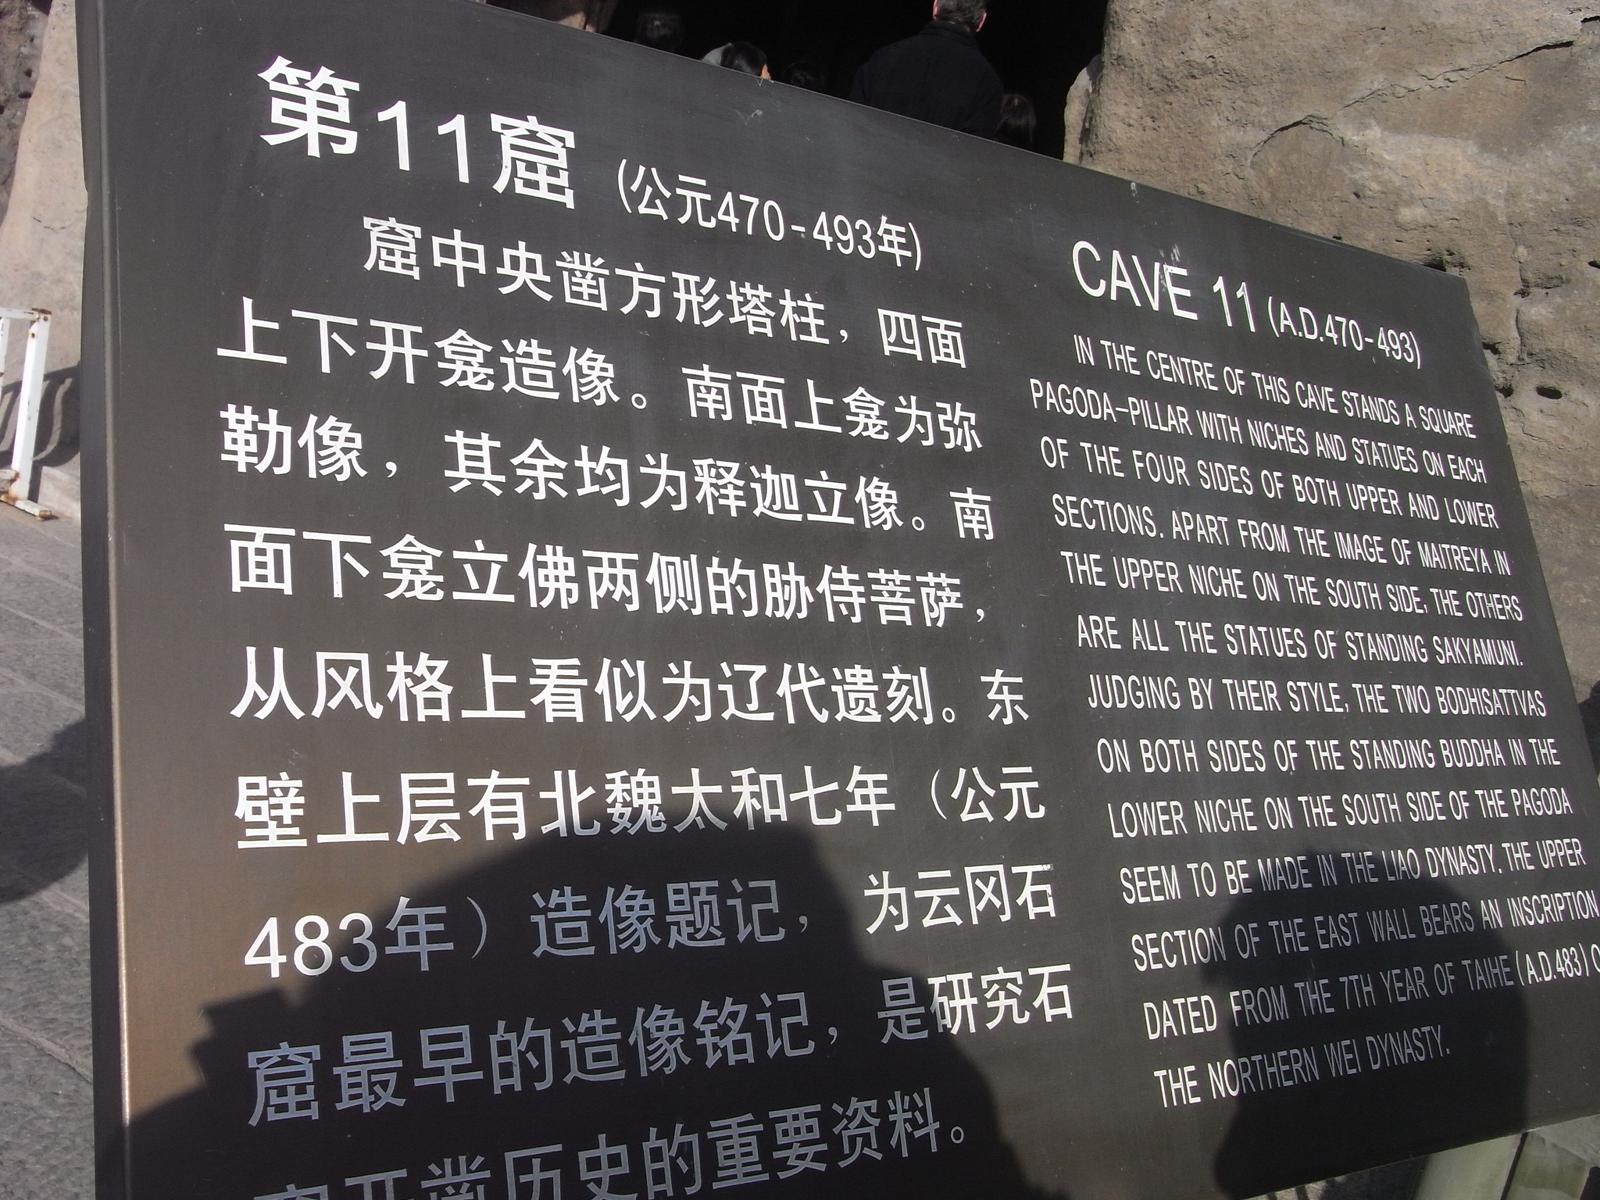 第11窟 (公元470-493年)
窟中央凿方形塔柱，四面
上下开龛造像。南面上龛为弥
勒像，其余均为释迦立像。南
面下龛立佛两侧的胁侍菩萨，
从风格上看似为辽代遗刻。东
壁上层有北魏太和七年（公元
483年）造像题记，为云冈石
窟最早的造像铭记，是研究石
窟开凿历史的重要资料。
CAVE 11 (A.D.470-493)
IN THE CENTRE OF THIS CAVE STANDS A SQUARE
PAGODA-PILLAR WITH NICHES AND STATUES ON EACH
OF THE FOUR SIDES OF BOTH UPPER AND LOWER
SECTIONS. APART FROM THE IMAGE OF MAITREYA IN
THE UPPER NICHE ON THE SOUTH SIDE, THE OTHERS
ARE ALL THE STATUES OF STANDING SAKYAMUNI.
JUDGING BY THEIR STYLE, THE TWO BODHISATTVAS
ON BOTH SIDES OF THE STANDING BUDDHA IN THE
LOWER NICHE ON THE SOUTH SIDE OF THE PAGODA
SEEM TO BE MADE IN THE LIAO DYNASTY. THE UPPER
SECTION OF THE EAST WALL BEARS AN INSCRIPTION
DATED FROM THE 7TH YEAR OF TAIHE (A.D.483)
THE NORTHERN WEI DYNASTY.